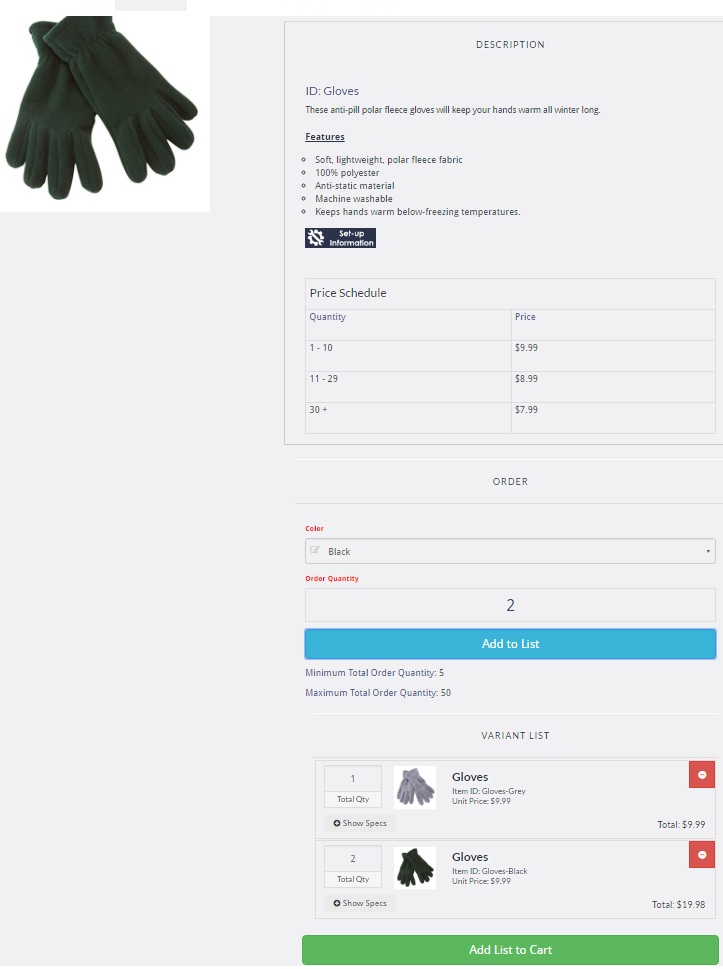 DESCRIPTION
ID: Gloves
These anti-pill polar fleece gloves will keep your hands warm all winter long.
Features
Soft, lightweight, polar fleece fabric
100% polyester
Anti-static material
Machine washable
Keeps hands warm below-freezing temperatures.
Set-up
Information
Price Schedule
Quantity Price
1 - 10 $9.99
11 - 29 $8.99
30 + $7.99
ORDER
Color
Black
Order Quantity
2
Add to List
Minimum Total Order Quantity: 5
Maximum Total Order Quantity: 50
VARIANT LIST
1
Total Qty
Gloves
Item ID: Gloves-Grey
Unit Price: $9.99
Show Specs
Total: $9.99
2
Total Qty
Gloves
Item ID: Gloves-Black
Unit Price: $9.99
Show Specs
Total: $19.98
Add List to Cart